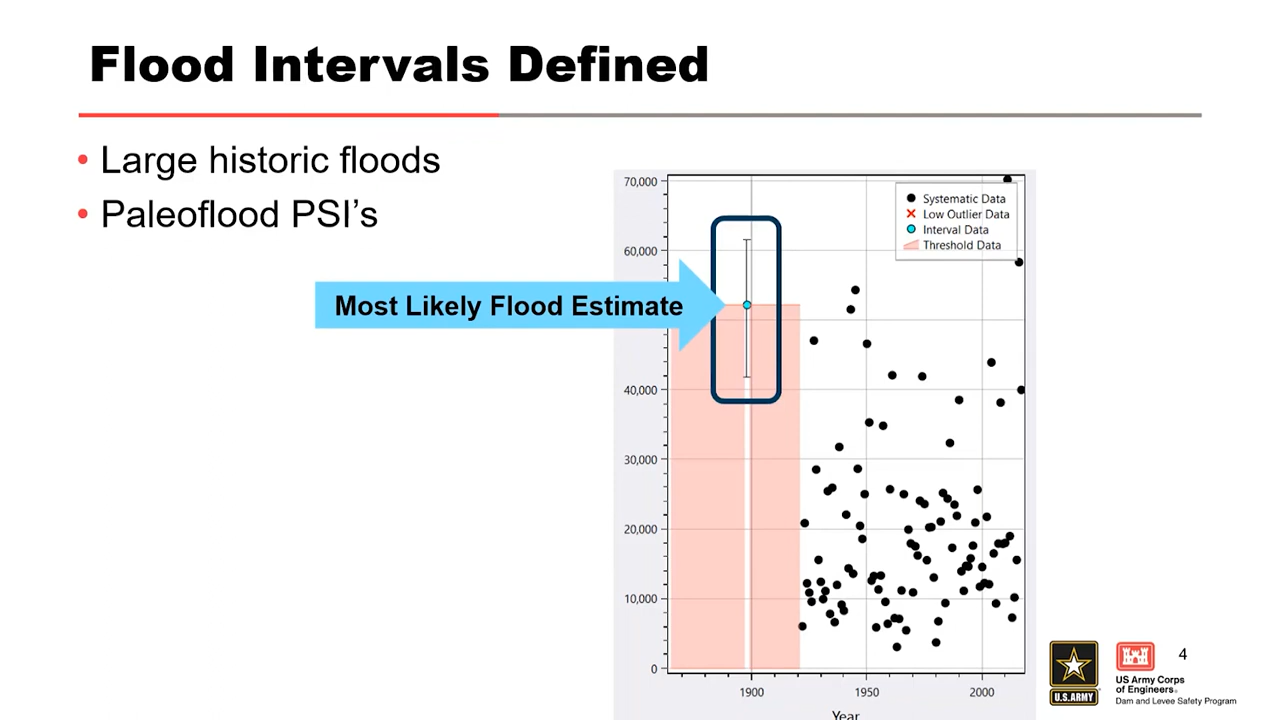 Flood Intervals Defined
• Large historic floods
• Paleoflood PSI’s
Most Likely Flood Estimate
70,000
60,000
40,000
30,000
20,000
10,000
0
Systematic Data
Low Outlier Data
Interval Data
Threshold Data
1900
1950
2000
Year
U.S.ARMY
US Army Corps
of Engineers®
Dam and Levee Safety Program
4